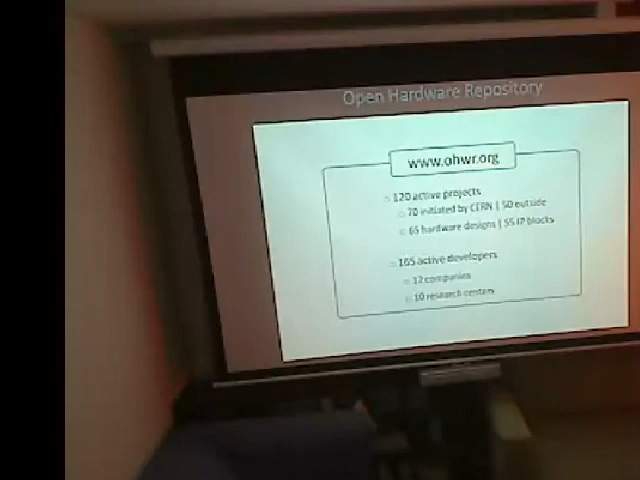 Open Hardware Repository
www.ohwr.org
120 active projects
70 initiated by CERN | 50 outside
65 hardware designs | 55 IP blocks
165 active developers
12 companies
10 research centers